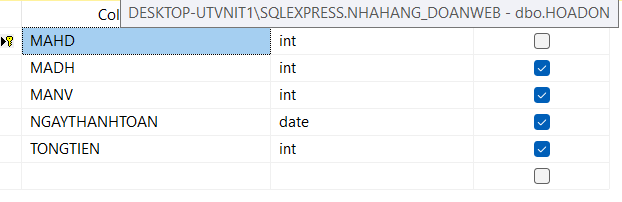 Col DESKTOP-UTVNIT1\SQLEXPRESS.NHAHANG_DOANWEB - dbo.HOADON
MAHD int
MADH int
MANV int
NGAYTHANHTOAN date
TONGTIEN int